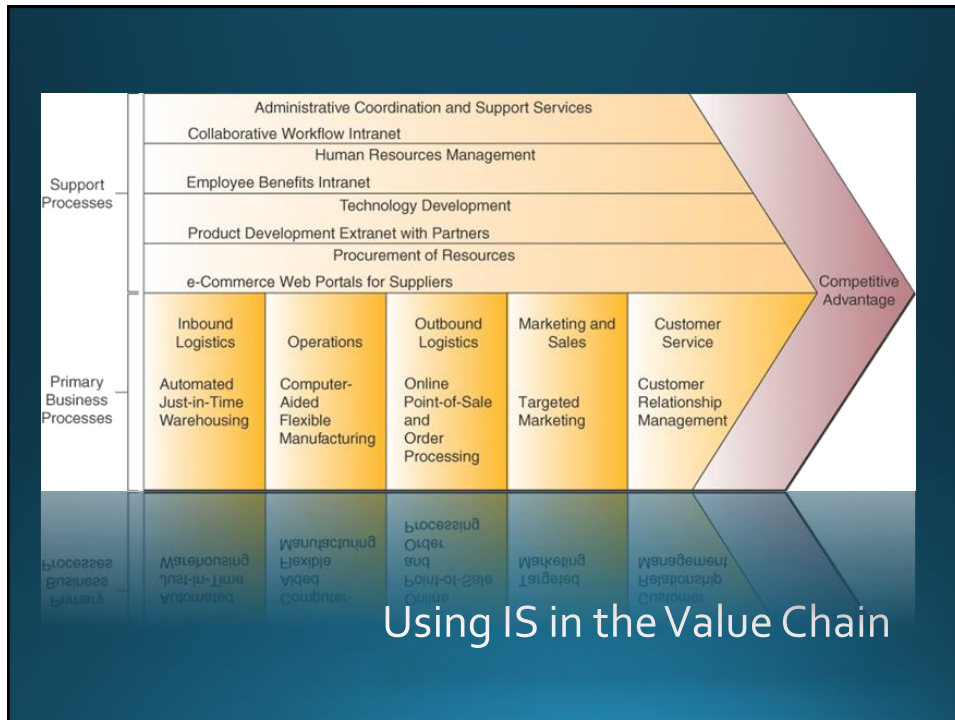 Administrative Coordination and Support Services
Collaborative Workflow Intranet
Human Resources Management
Employee Benefits Intranet
Technology Development
Product Development Extranet with Partners
Procurement of Resources
e-Commerce Web Portals for Suppliers
Support
Processes
Competitive
Advantage
Inbound
Logistics
Automated
Just-in-Time
Warehousing
Operations
Computer-
Aided
Flexible
Manufacturing
Outbound
Logistics
Online
Point-of-Sale
and
Order
Processing
Marketing and
Sales
Targeted
Marketing
Customer
Service
Customer
Relationship
Management
Primary
Business
Processes
Using IS in the Value Chain